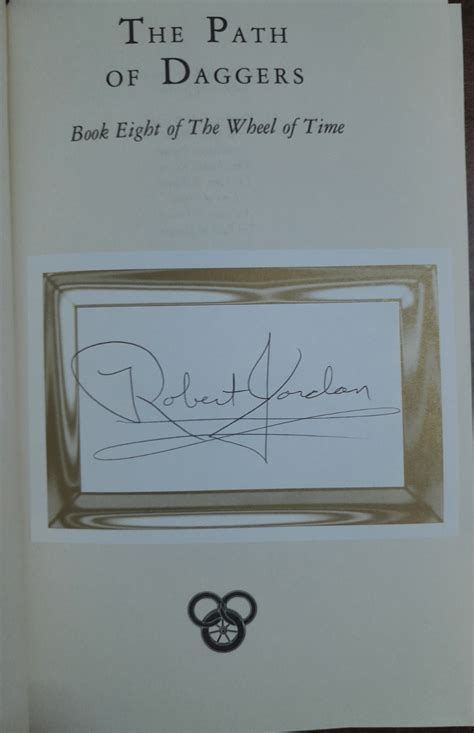 THE PATH
OF DAGGERS
Book Eight of The Wheel of Time
Robert Jordan